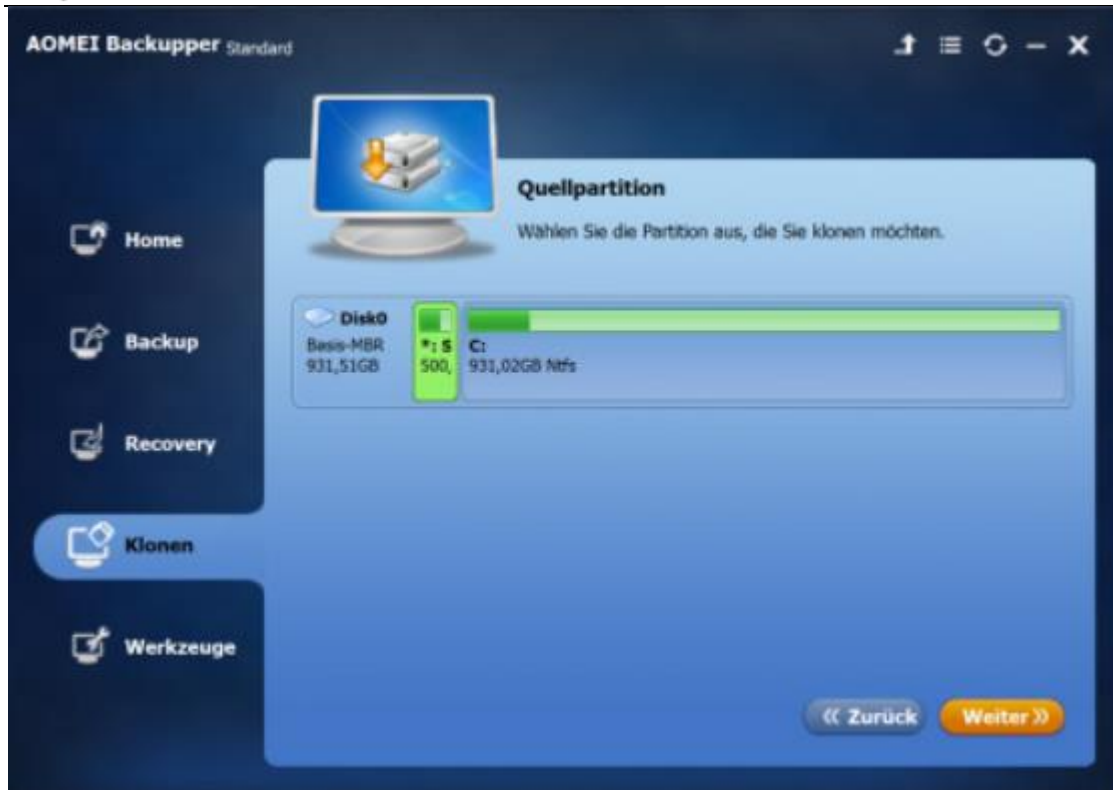 AOMEI Backupper Standard
Quellpartition
Wählen Sie die Partition aus, die Sie klonen möchten.
Home
Backup
Recovery
Klonen
Werkzeuge
Disk0
Basis-MBR
931,51GB
*: S
500,
C:
931,02GB Ntfs
Zurück
Weiter